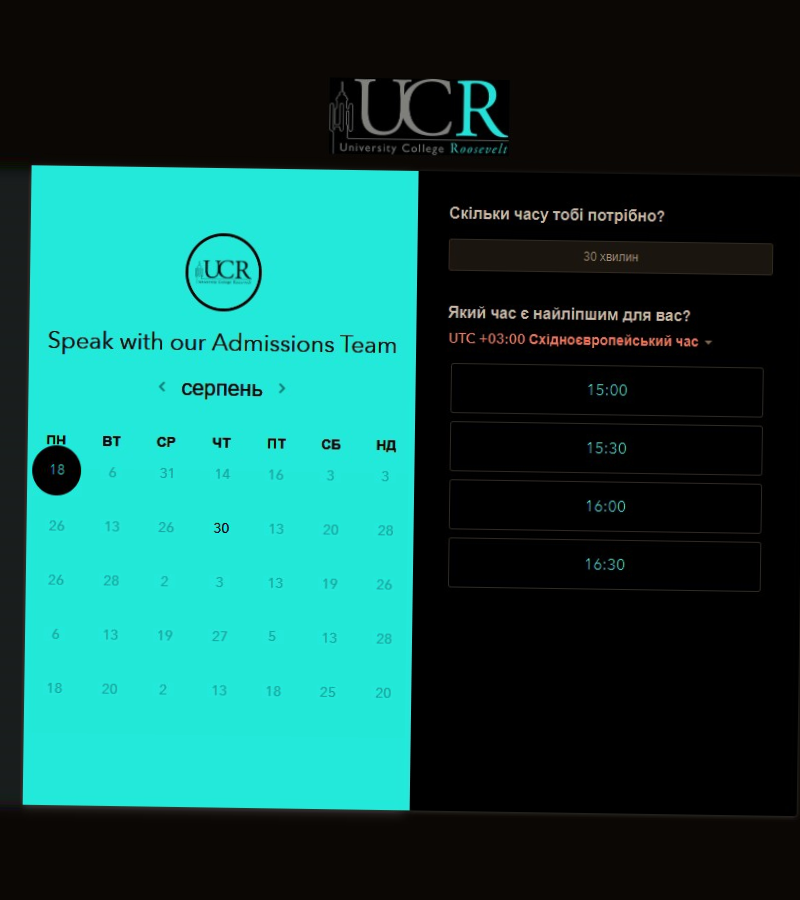 UCR
University College Roosevelt
UCR
Speak with our Admissions Team
серпень
ПН ВТ СР ЧТ ПТ СБ НД
18 6 31 14 16 3 3
26 13 26 30 13 20 28
26 28 2 3 13 19 26
6 13 19 27 5 13 28
18 20 2 13 18 25 20
Скільки часу тобі потрібно?
30 хвилин
Який час є найліпшим для вас?
UTC +03:00 Східноєвропейський час
15:00
15:30
16:00
16:30